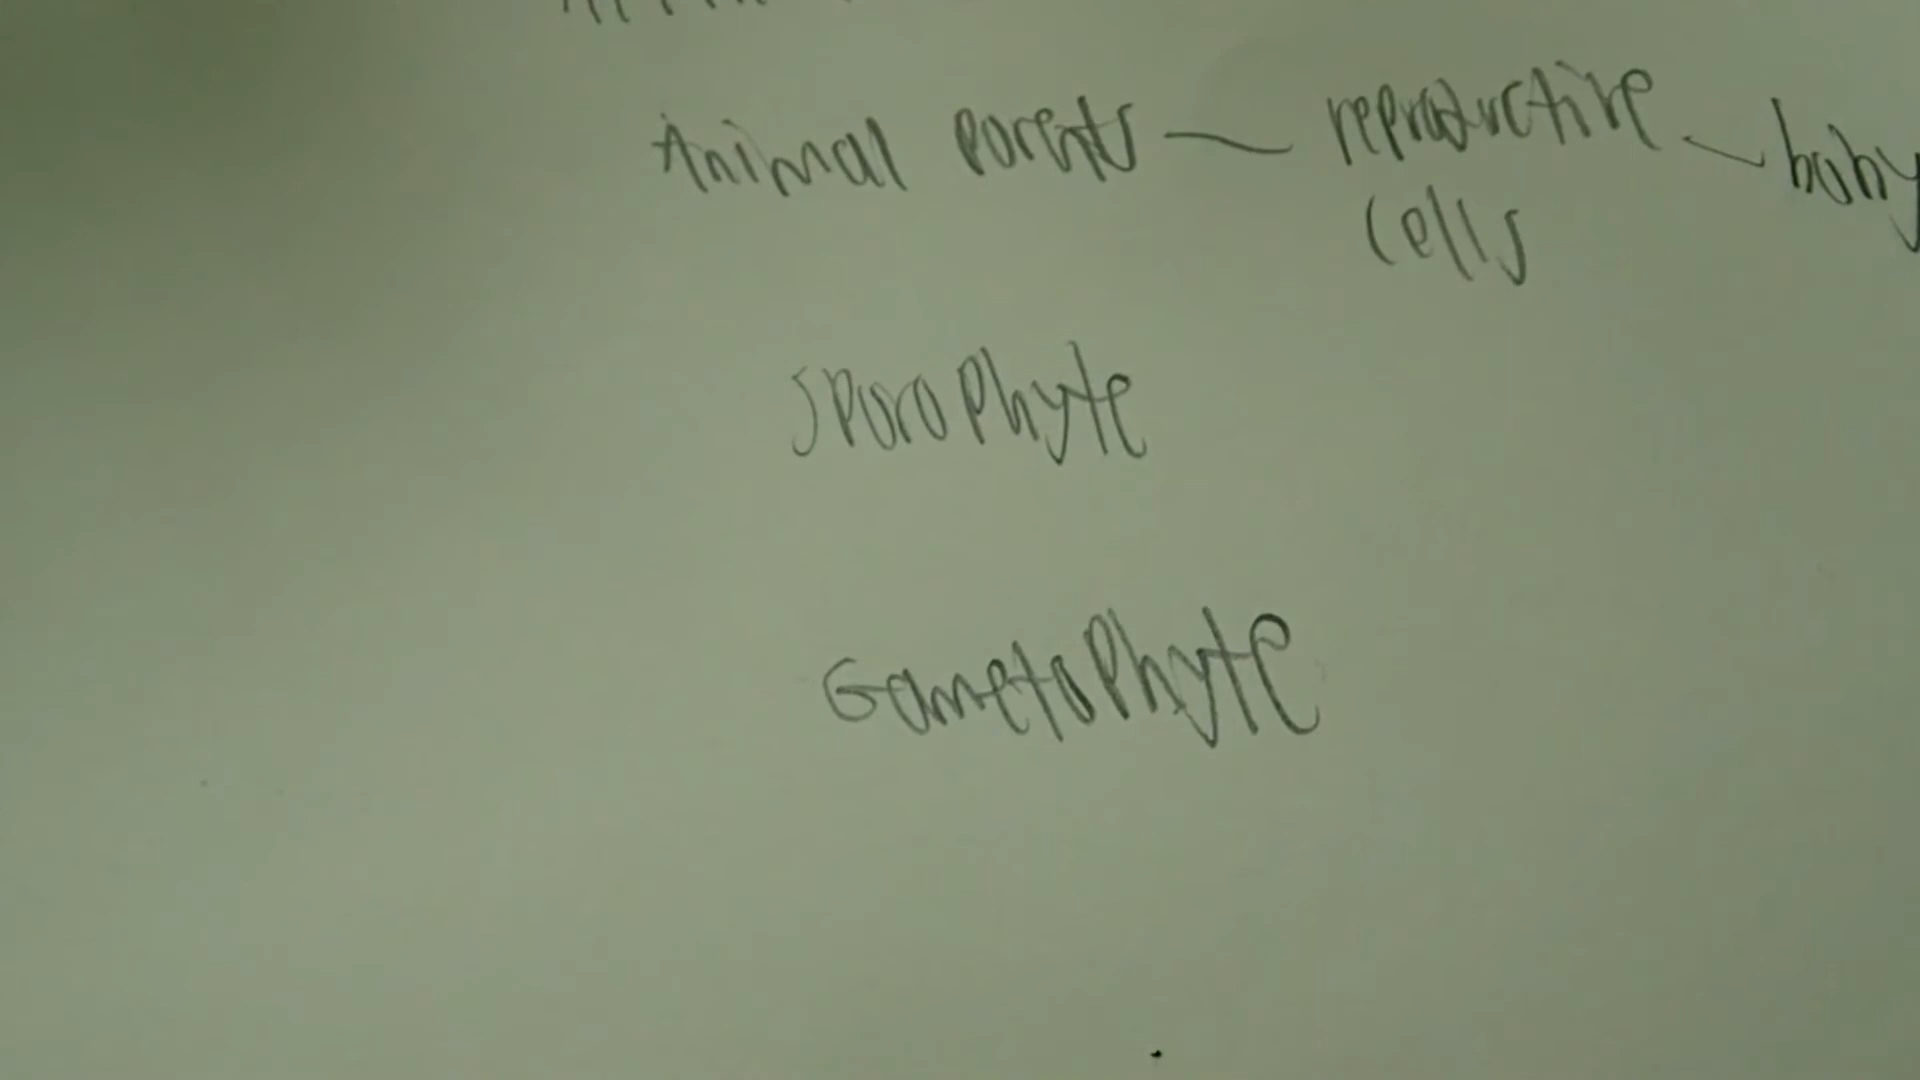 Animal parents — reproductive — baby
cells
Sporophyte
Gametophyte